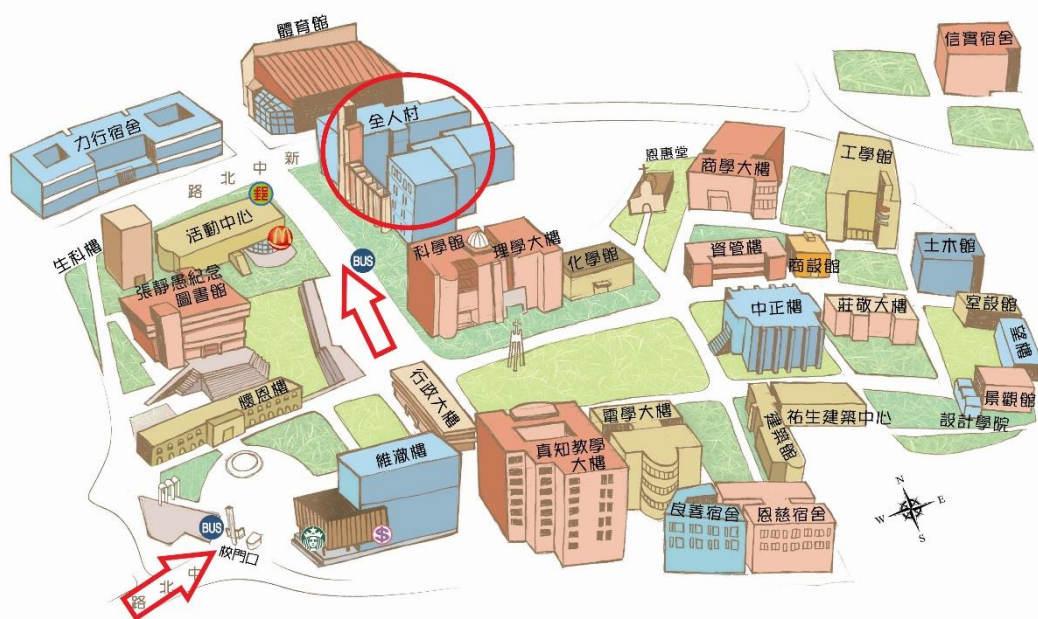 體育館
信實宿舍
全人村
力行宿舍
新
中
北
路
郵
活動中心
生科樓
BUS
科學館
理學大樓
化學館
恩惠堂
商學大樓
工學館
資管樓
商設館
土木館
張靜愚紀念
圖書館
中正樓
莊敬大樓
室設館
望樓
景觀館
設計學院
懷恩樓
行政大樓
維澈樓
真知教學
大樓
電學大樓
建築館
祐生建築中心
良善宿舍
恩慈宿舍
BUS
校門口
$
中
北
路
N
W
E
S